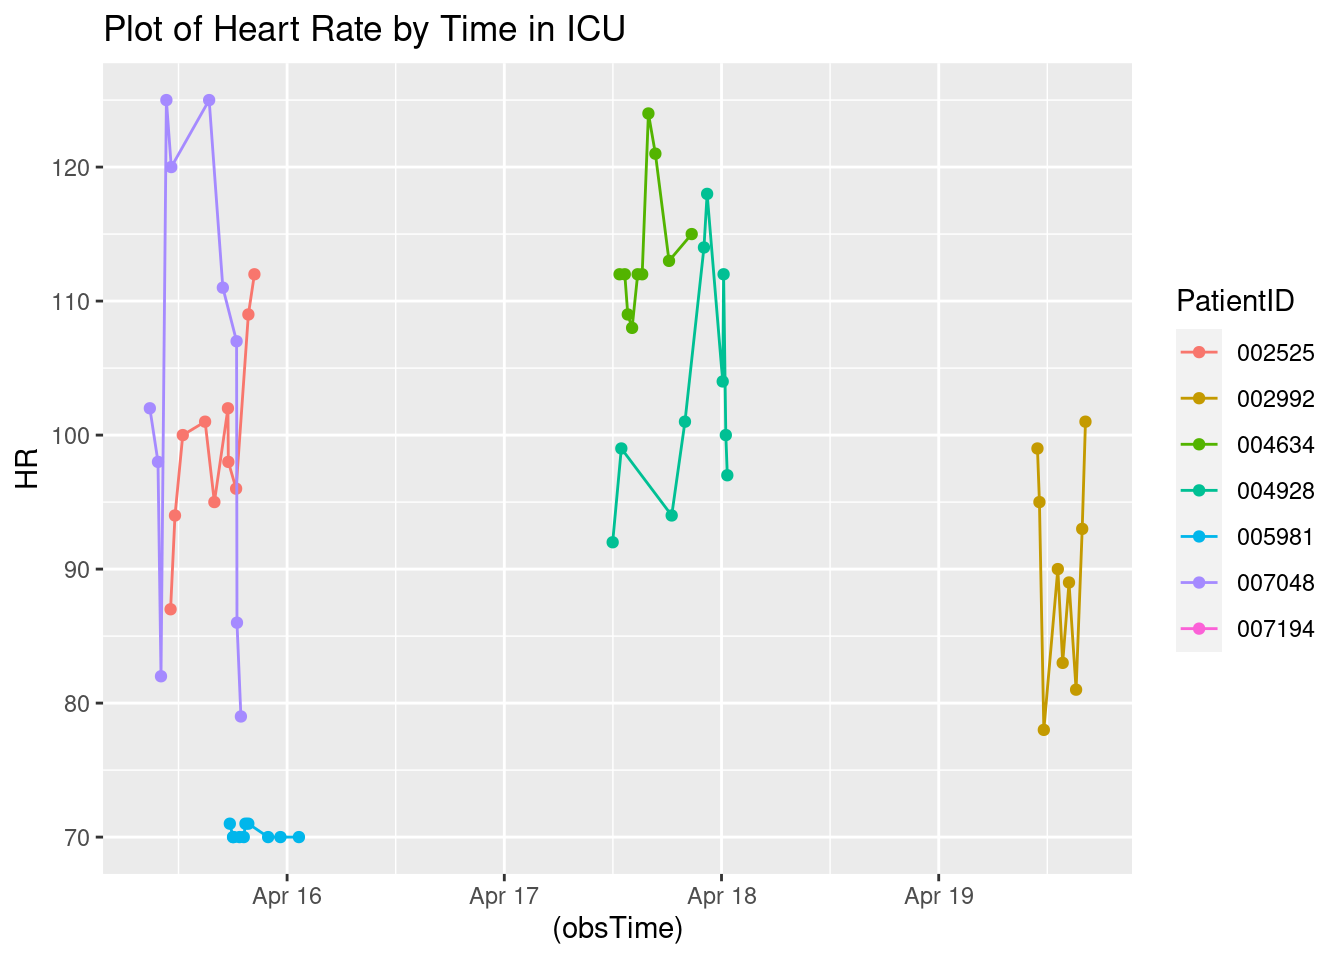 Plot of Heart Rate by Time in ICU
120
110
100
90
80
70
HR
Apr 16
Apr 17
Apr 18
Apr 19
(obsTime)
PatientID
002525
002992
004634
004928
005981
007048
007194